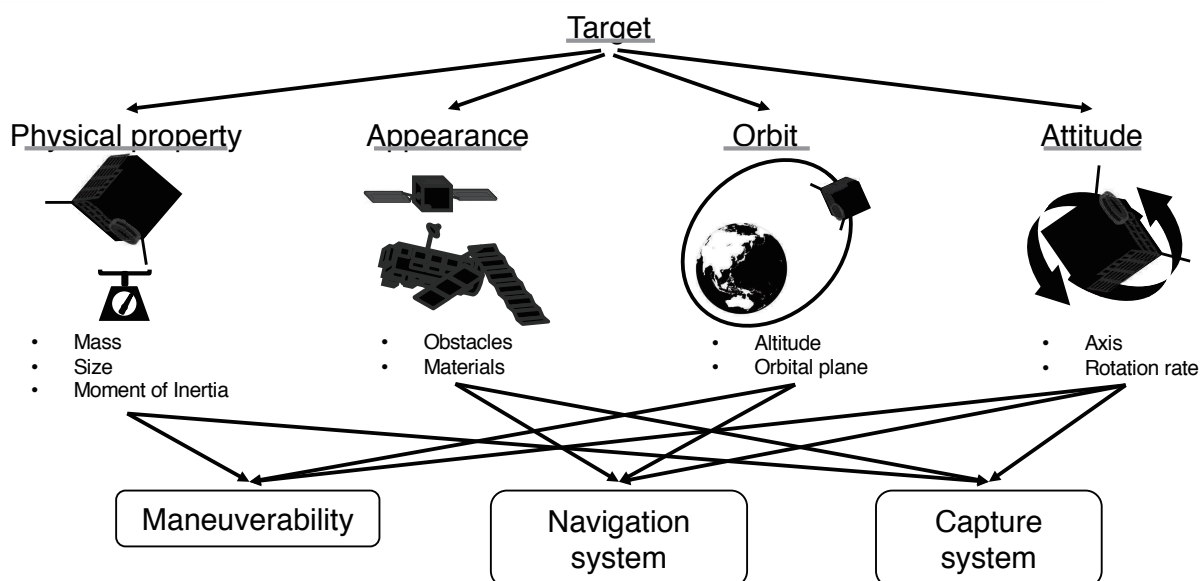 Target
Physical property
Appearance
Orbit
Attitude
• Mass
• Size
• Moment of Inertia
• Obstacles
• Materials
• Altitude
• Orbital plane
• Axis
• Rotation rate
Maneuverability
Navigation
system
Capture
system